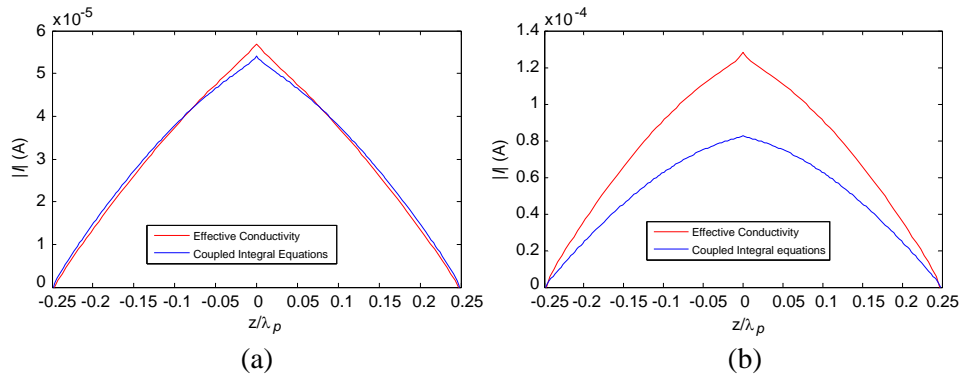 x10-5
6
5
4
3
2
1
0
|I| (A)
Effective Conductivity
Coupled Integral Equations
-0.25 -0.2 -0.15 -0.1 -0.05 0 0.05 0.10 0.15 0.2 0.25
z/λp
(a)
x10-4
1.4
1.2
1
0.8
0.6
0.4
0.2
0
|I| (A)
Effective Conductivity
Coupled Integral equations
-0.25 -0.2 -0.15 -0.1 -0.05 0 0.05 0.10 0.15 0.2 0.25
z/λp
(b)